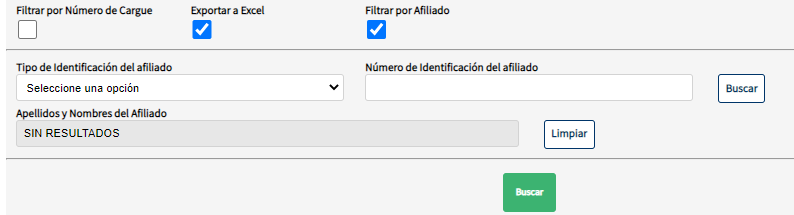 Filtrar por Número de Cargue Exportar a Excel Filtrar por Afiliado
Tipo de Identificación del afiliado Número de Identificación del afiliado
Seleccione una opción Buscar
Apellidos y Nombres del Afiliado
SIN RESULTADOS Limpiar
Buscar